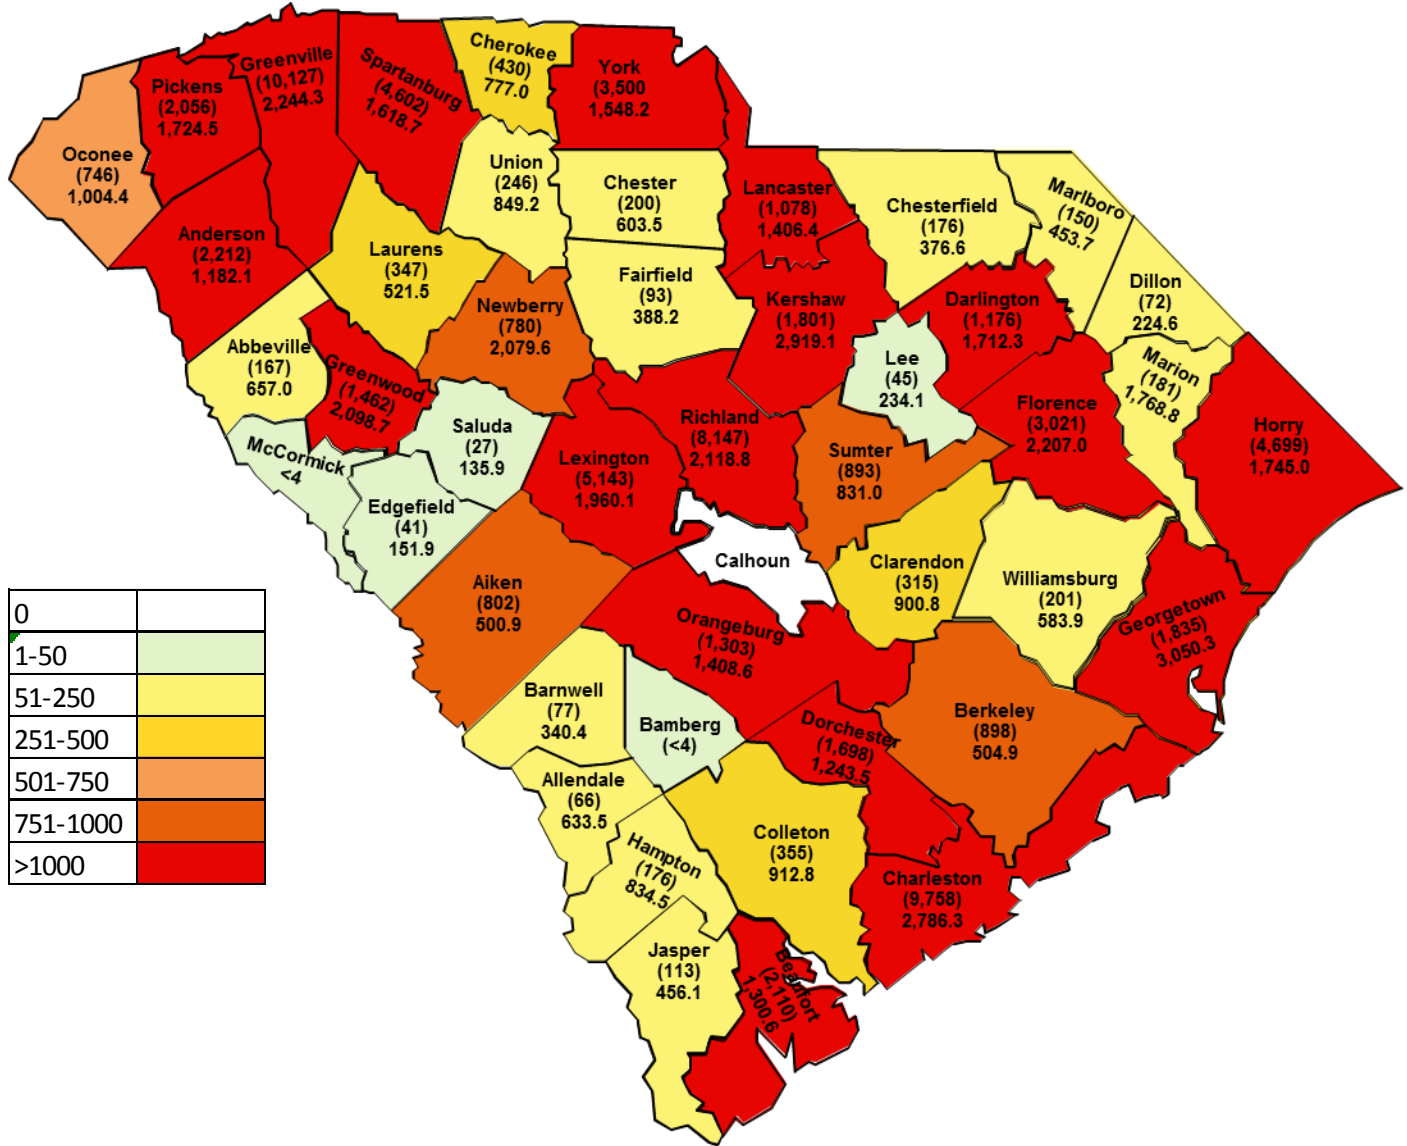 Cherokee
(430)
777.0
York
(3,500
1,548.2
Greenville
(10,127)
2,244.3
Spartanburg
(4,602)
1,618.7
Pickens
(2,056)
1,724.5
Oconee
(746)
1,004.4
Union
(246)
849.2
Chester
(200)
603.5
Lancaster
(1,078)
1,406.4
Chesterfield
(176)
376.6
Marlboro
(150)
453.7
Anderson
(2,212)
1,182.1
Laurens
(347)
521.5
Newberry
(780)
2,079.6
Fairfield
(93)
388.2
Kershaw
(1,801)
2,919.1
Darlington
(1,176)
1,712.3
Dillon
(72)
224.6
Abbeville
(167)
657.0
Greenwood
(1,462)
2,098.7
Lee
(45)
234.1
Marion
(181)
1,768.8
Saluda
(27)
135.9
Richland
(8,147)
2,118.8
Florence
(3,021)
2,207.0
Horry
(4,699)
1,745.0
McCormick
<4
Lexington
(5,143)
1,960.1
Sumter
(893)
831.0
Edgefield
(41)
151.9
Calhoun
Clarendon
(315)
900.8
Williamsburg
(201)
583.9
Aiken
(802)
500.9
Orangeburg
(1,303)
1,408.6
Georgetown
(1,835)
3,050.3
Barnwell
(77)
340.4
Bamberg
(<4)
Dorchester
(1,698)
1,243.5
Berkeley
(898)
504.9
Allendale
(66)
633.5
Hampton
(176)
834.5
Colleton
(355)
912.8
Charleston
(9,758)
2,786.3
Jasper
(113)
456.1
Beaufort
(2,110)
1,300.6
0
1-50
51-250
251-500
501-750
751-1000
>1000